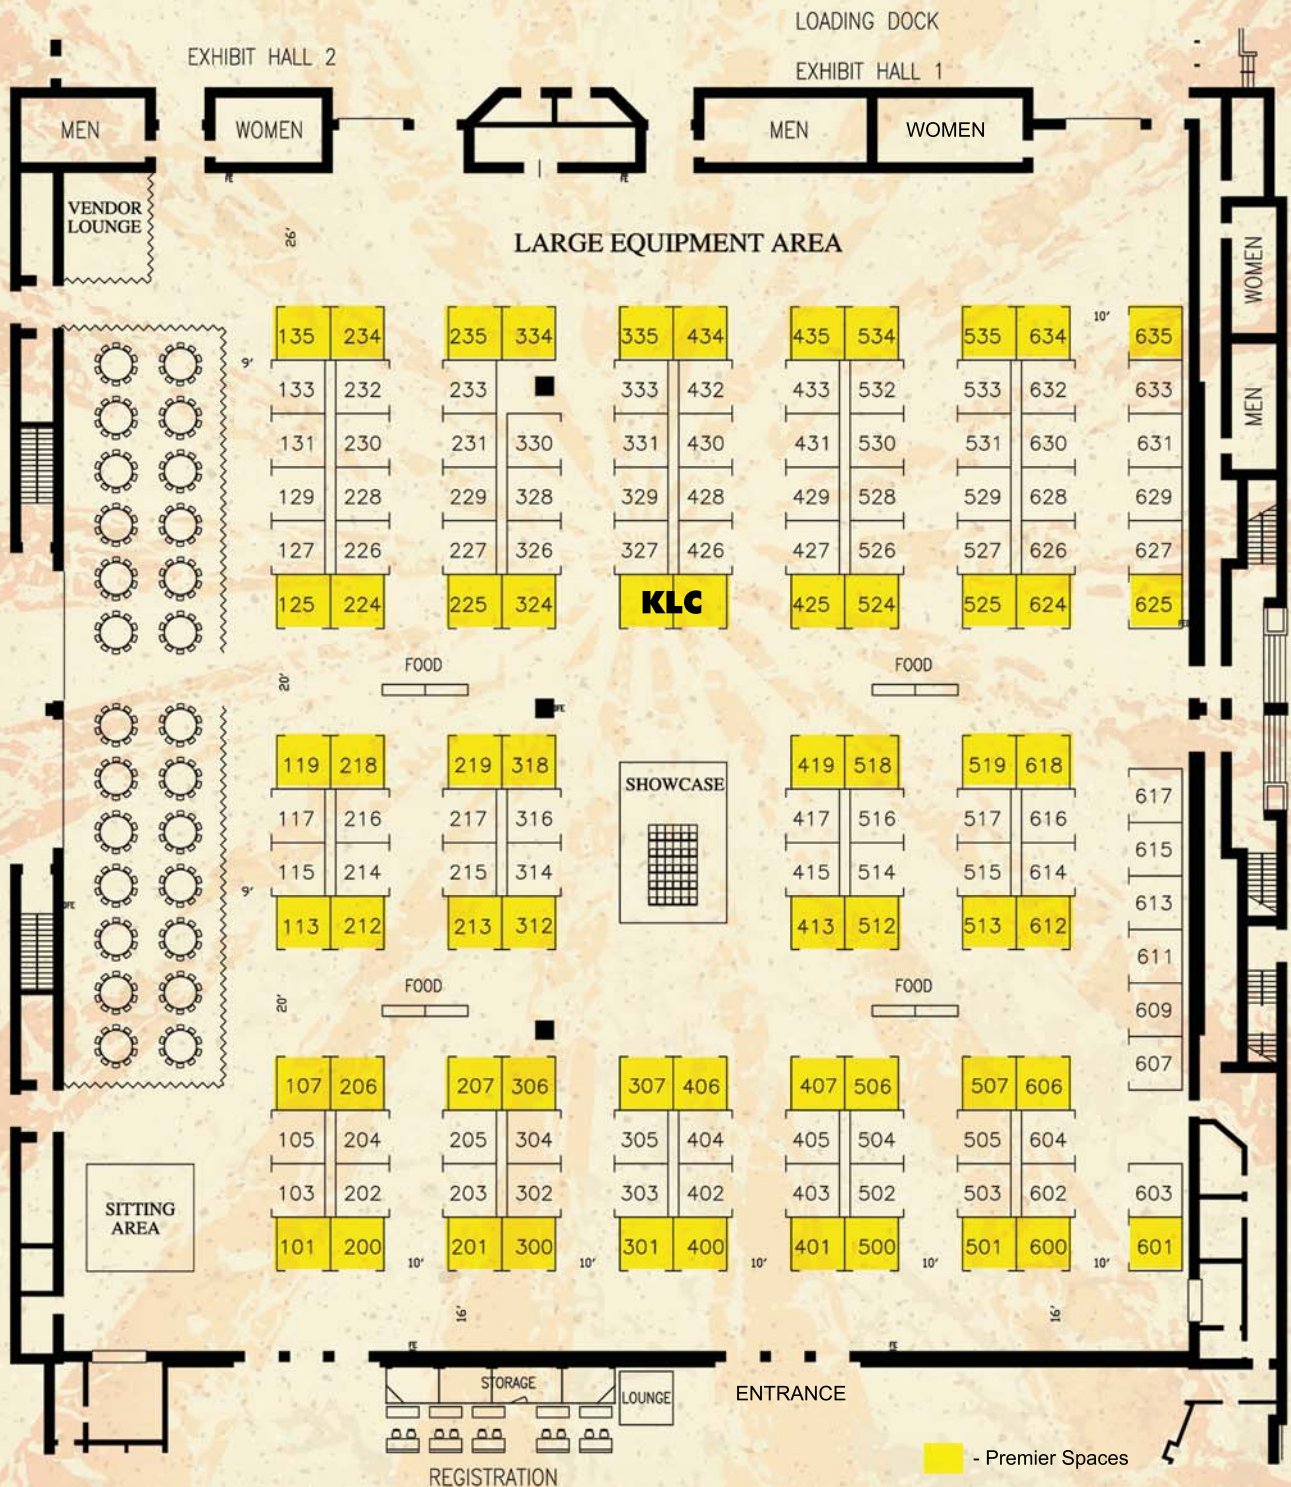 LOADING DOCK
EXHIBIT HALL 2
EXHIBIT HALL 1
MEN
WOMEN
MEN
WOMEN
FE
FE
VENDOR
LOUNGE
26'
LARGE EQUIPMENT AREA
WOMEN
MEN
10'
9'
135 234 235 334 335 434 435 534 535 634 635
133 232 233 333 432 433 532 533 632 633
131 230 231 330 331 430 431 530 531 630 631
129 228 229 328 329 428 429 528 529 628 629
127 226 227 326 327 426 427 526 527 626 627
125 224 225 324 KLC 425 524 525 624 625
FOOD
FOOD
20'
119 218 219 318 419 518 519 618
SHOWCASE
617
117 216 217 316 417 516 517 616
615
115 214 215 314 415 514 515 614
9'
613
113 212 213 312 413 512 513 612
611
FOOD
FOOD
20'
609
607
107 206 207 306 307 406 407 506 507 606
105 204 205 304 305 404 405 504 505 604
103 202 203 302 303 402 403 502 503 602 603
SITTING
AREA
101 200 201 300 301 400 401 500 501 600 601
10' 10' 10' 10' 10'
16'
16'
FE
FE
STORAGE
LOUNGE
ENTRANCE
- Premier Spaces
REGISTRATION